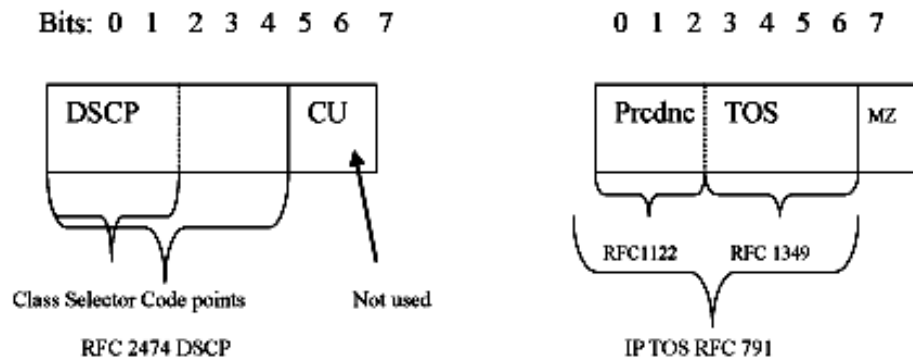 Bits: 0 1 2 3 4 5 6 7
0 1 2 3 4 5 6 7
DSCP
CU
Prcdnc
TOS
MZ
RFC1122
RFC 1349
Class Selector Code points
Not used
RFC 2474 DSCP
IP TOS RFC 791